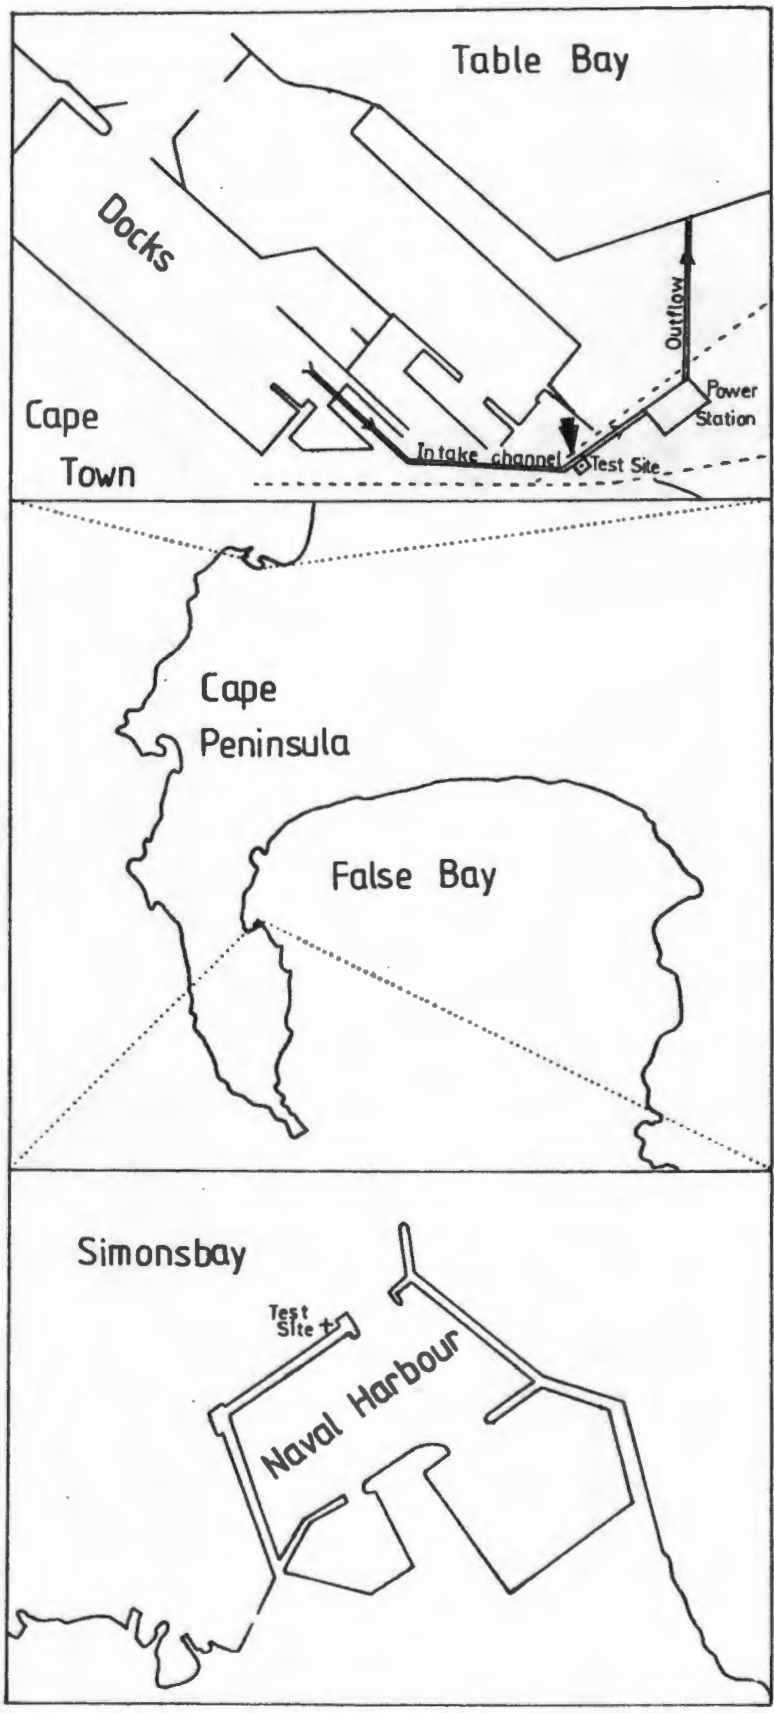 Table Bay
Docks
Outflow
Cape
Town
Power
Station
Intake channel
Test Site
Cape
Peninsula
False Bay
Simonsbay
Test
Site
Naval Harbour